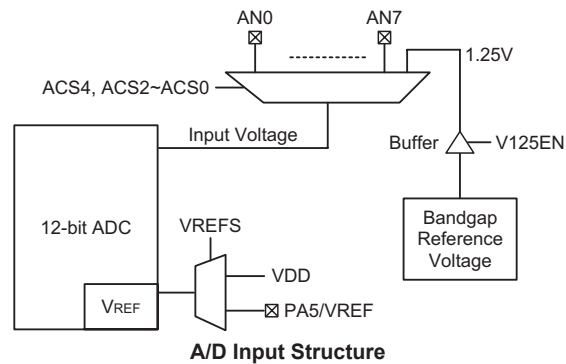 AN0
AN7
1.25V
ACS4, ACS2~ACS0
Input Voltage
Buffer
V125EN
12-bit ADC
Bandgap
Reference
Voltage
VREFS
VDD
VREF
PA5/VREF
A/D Input Structure